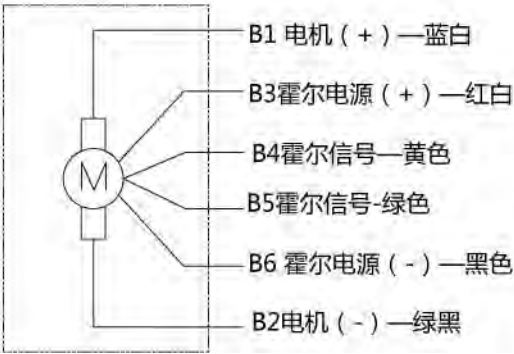 B1 电机（+）—蓝白
B3霍尔电源（+）—红白
B4霍尔信号—黄色
M
B5霍尔信号-绿色
B6 霍尔电源（-）—黑色
B2电机（-）—绿黑